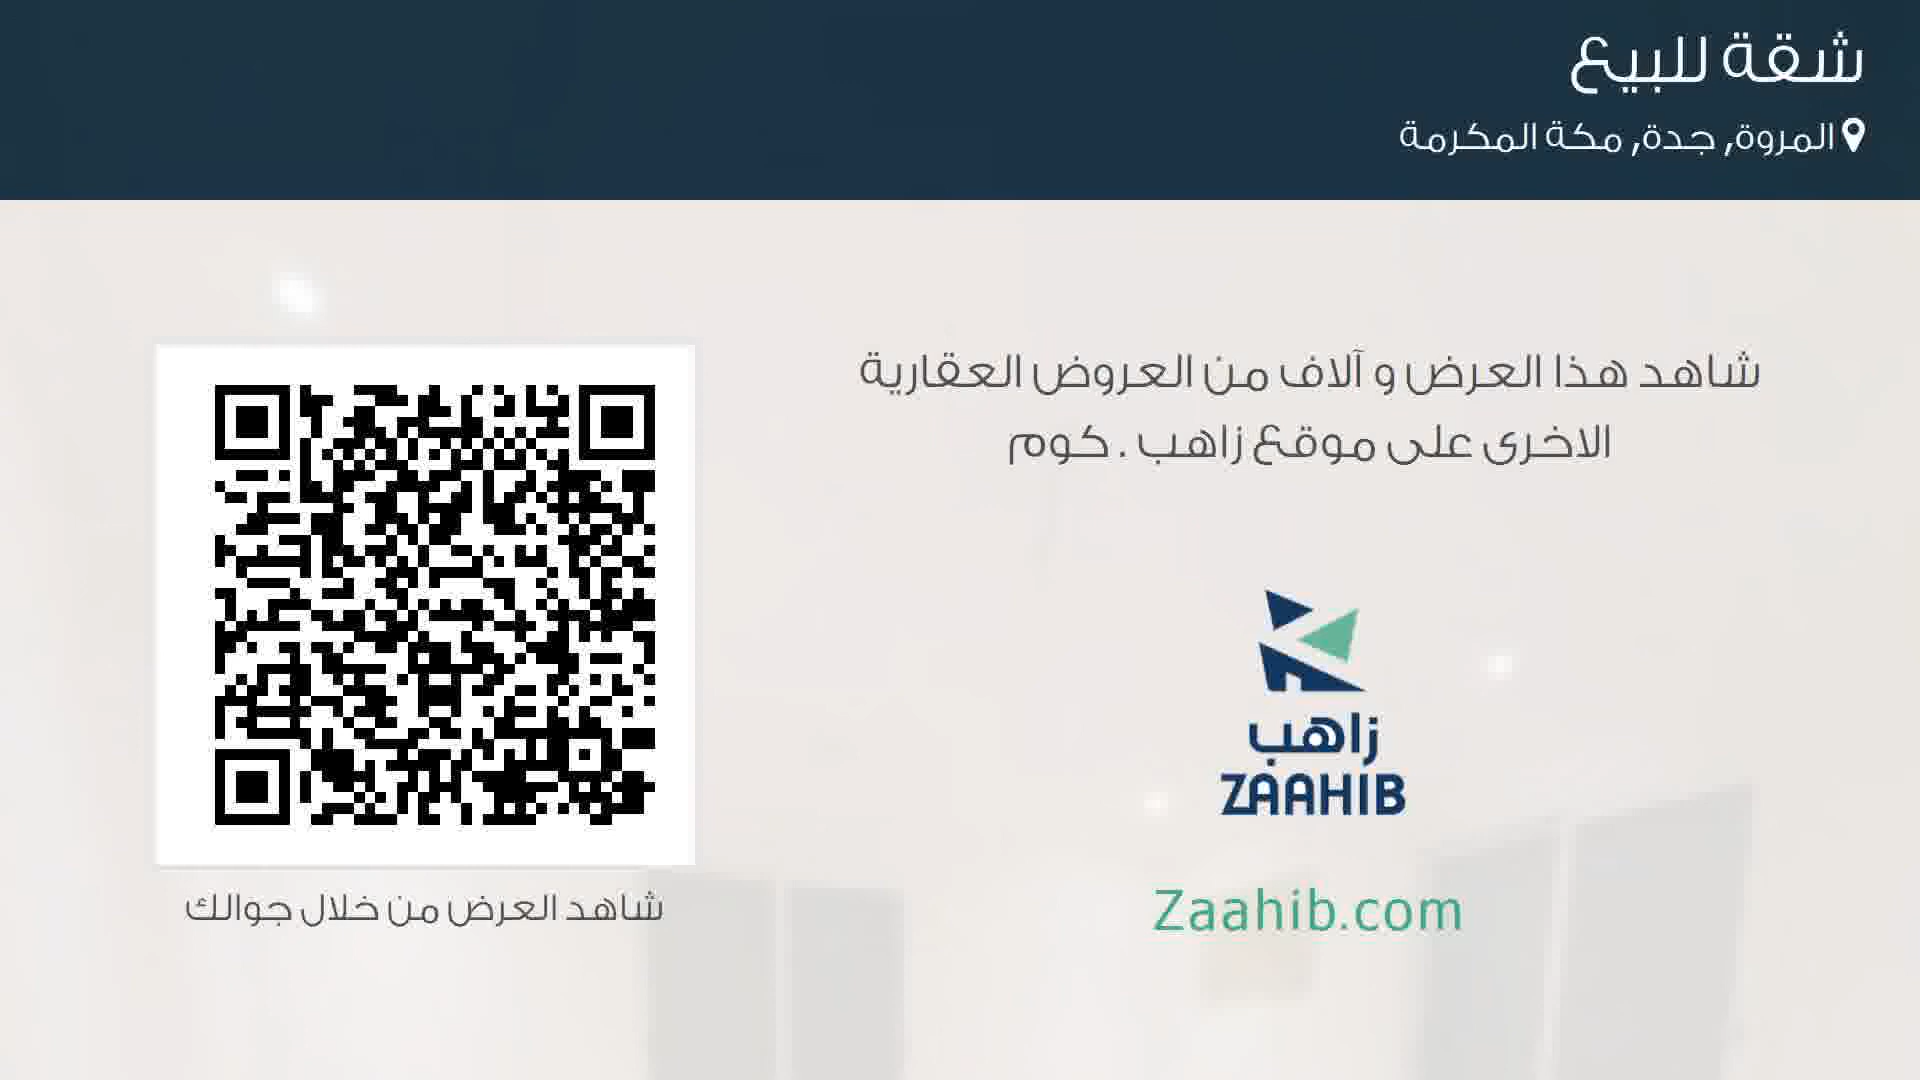 شقة للبيع
المروة, جدة, مكة المكرمة
شاهد هذا العرض و آلاف من العروض العقارية
الاخرى على موقع زاهب . كوم
زاهب
ZAAHIB
Zaahib.com
شاهد العرض من خلال جوالك